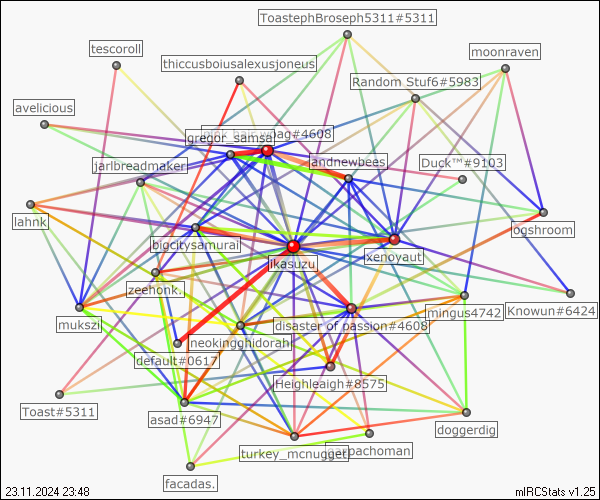 ToastephBroseph5311#5311
tescoroll
moonraven
thiccusboiusalexusjoneus
Random Stuf6#5983
avelicious
gregor_samsa
#4608
andnewbees
Duck™#9103
jarlbreadmaker
lahnk
ogshroom
bigcitysamurai
xenoyaut
ikasuzu
zeehonk.
Knowun#6424
mingus4742
mukszi
disaster of passion#4608
neokingghidorah
default#0617
Heighleaigh#8575
Toast#5311
asad#6947
doggerdig
turkey_mcnugget
pachoman
facadas.
23.11.2024 23:48
mIRCStats v1.25